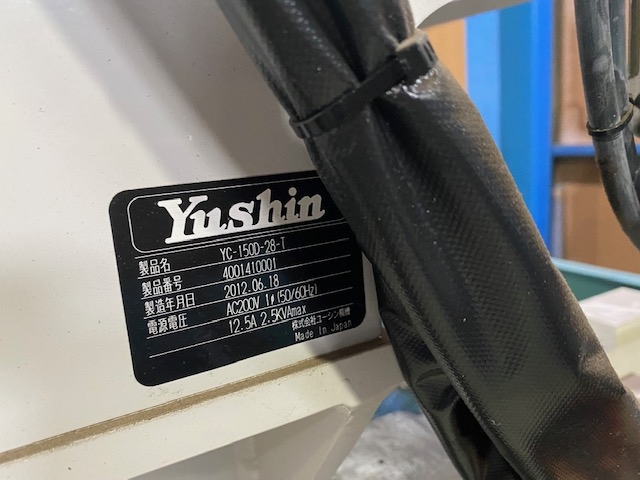 Yushin
製品名 YC-150D-28-T
製品番号 4001410001
製造年月日 2012.06.18
電源電圧 AC200V 1φ(50/60Hz)
12.5A 2.5KVAmax
株式会社ユーシン精機
Made in Japan